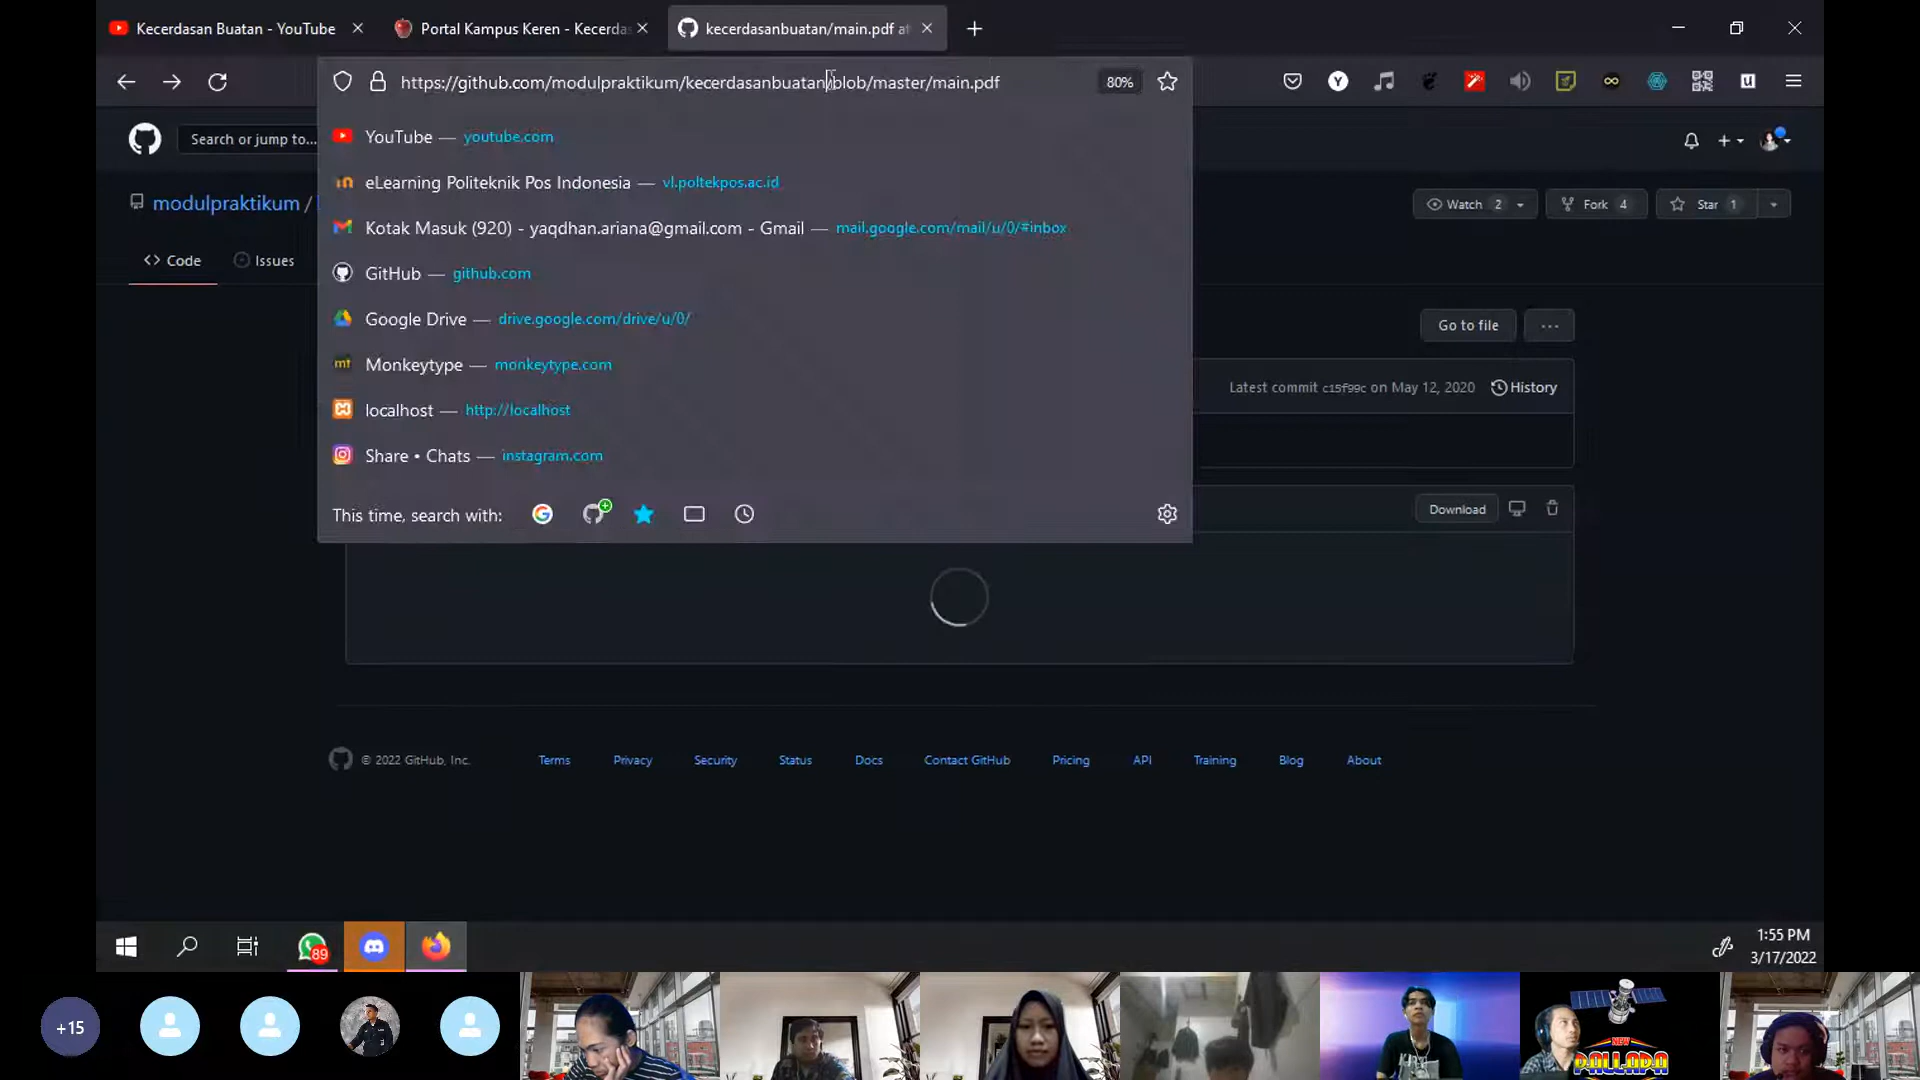 Kecerdasan Buatan - YouTube
Portal Kampus Keren - Kecerda
kecerdasanbuatan/main.pdf at
https://github.com/modulpraktikum/kecerdasanbuatan/blob/master/main.pdf
80%
Y
u
Search or jump to...
YouTube — youtube.com
eLearning Politeknik Pos Indonesia — vl.poltekpos.ac.id
modulpraktikum /
Watch 2
Fork 4
Star 1
Kotak Masuk (920) - yaqdhan.ariana@gmail.com - Gmail — mail.google.com/mail/u/0/#inbox
Code
Issues
GitHub — github.com
Google Drive — drive.google.com/drive/u/0/
Go to file
...
mt
Monkeytype — monkeytype.com
Latest commit c15f99c on May 12, 2020
History
localhost — http://localhost
Share • Chats — instagram.com
This time, search with:
Download
© 2022 GitHub, Inc.
Terms
Privacy
Security
Status
Docs
Contact GitHub
Pricing
API
Training
Blog
About
89
1:55 PM
3/17/2022
+15
NEW
PALLAPA